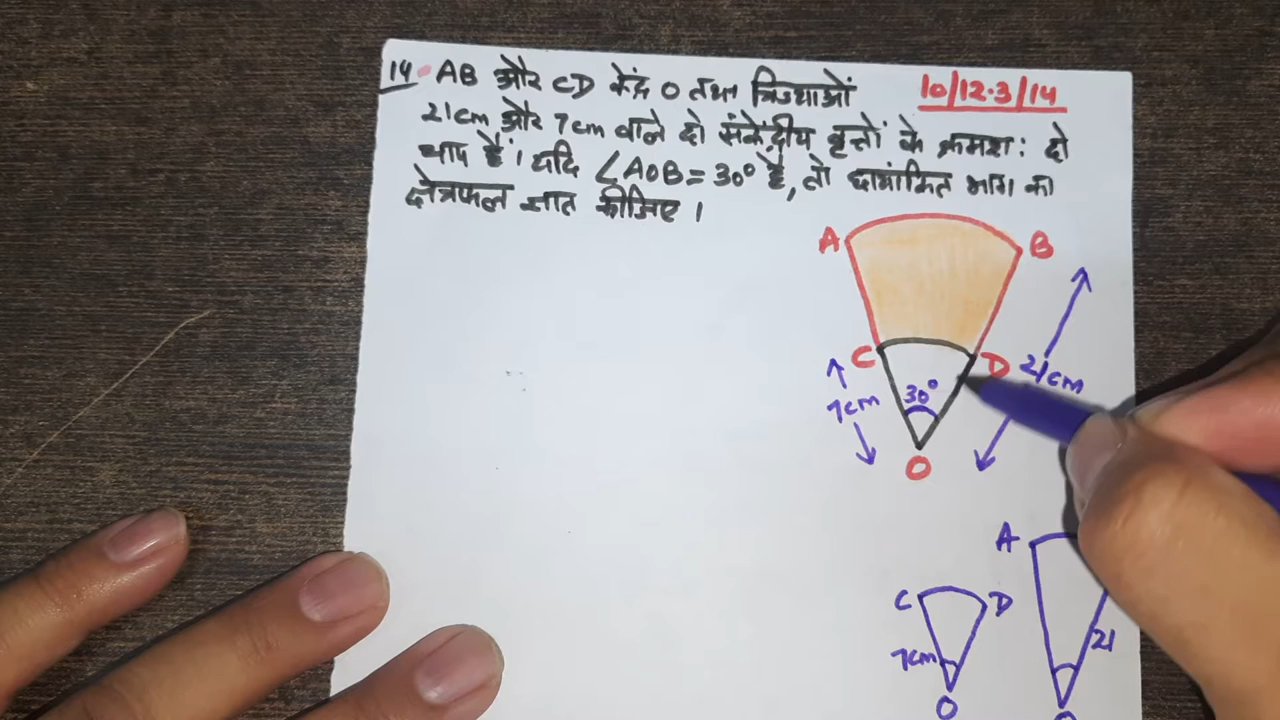 14. AB और CD केंद्र O तथा त्रिज्याओं
10/12.3/14
21cm और 7cm वाले दो संकेंद्रीय वृत्तों के क्रमश: दो
चाप हैं। यदि ∠AOB = 30° है, तो छायांकित भाग का
क्षेत्रफल ज्ञात कीजिए।
A
B
C
D
21cm
7cm
30°
O
A
C
D
7cm
21
O
O